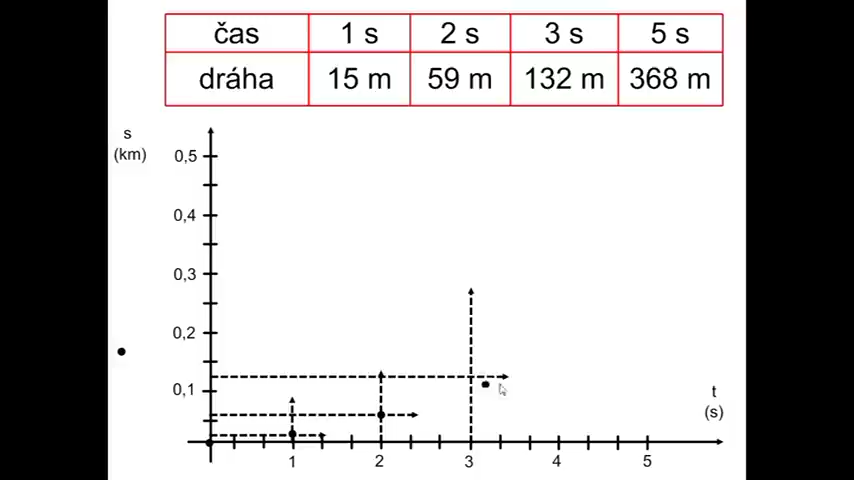 čas 1 s 2 s 3 s 5 s
dráha 15 m 59 m 132 m 368 m
s
(km)
0,5
0,4
0,3
0,2
0,1
t
(s)
1 2 3 4 5